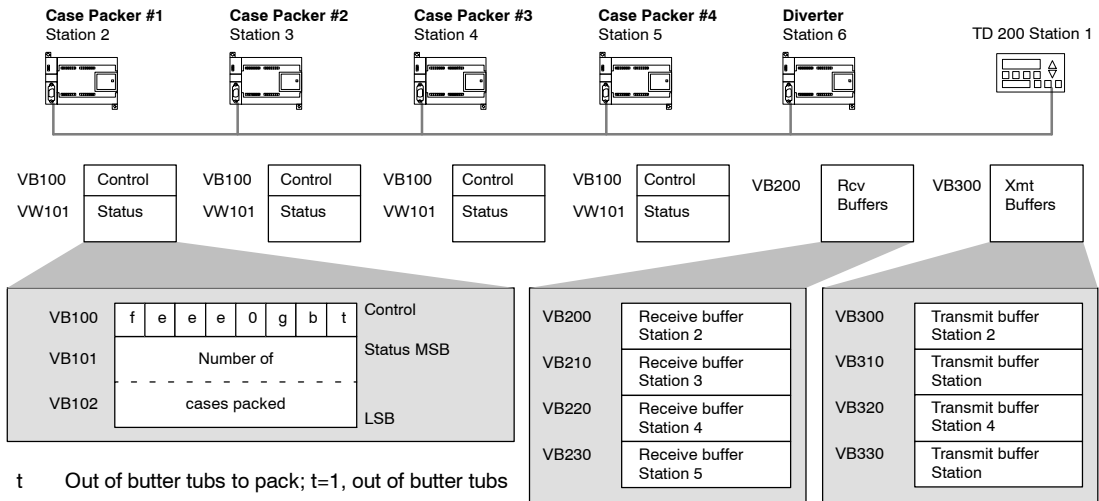 Case Packer #1
Station 2
Case Packer #2
Station 3
Case Packer #3
Station 4
Case Packer #4
Station 5
Diverter
Station 6
TD 200 Station 1
VB100
Control
VW101
Status
VB100
Control
VW101
Status
VB100
Control
VW101
Status
VB100
Control
VW101
Status
VB200
Rcv
Buffers
VB300
Xmt
Buffers
VB100 f e e e 0 g b t Control
VB101 Number of Status MSB
VB102 cases packed
LSB
VB200
Receive buffer
Station 2
VB210
Receive buffer
Station 3
VB220
Receive buffer
Station 4
VB230
Receive buffer
Station 5
VB300
Transmit buffer
Station 2
VB310
Transmit buffer
Station
VB320
Transmit buffer
Station 4
VB330
Transmit buffer
Station
t Out of butter tubs to pack; t=1, out of butter tubs